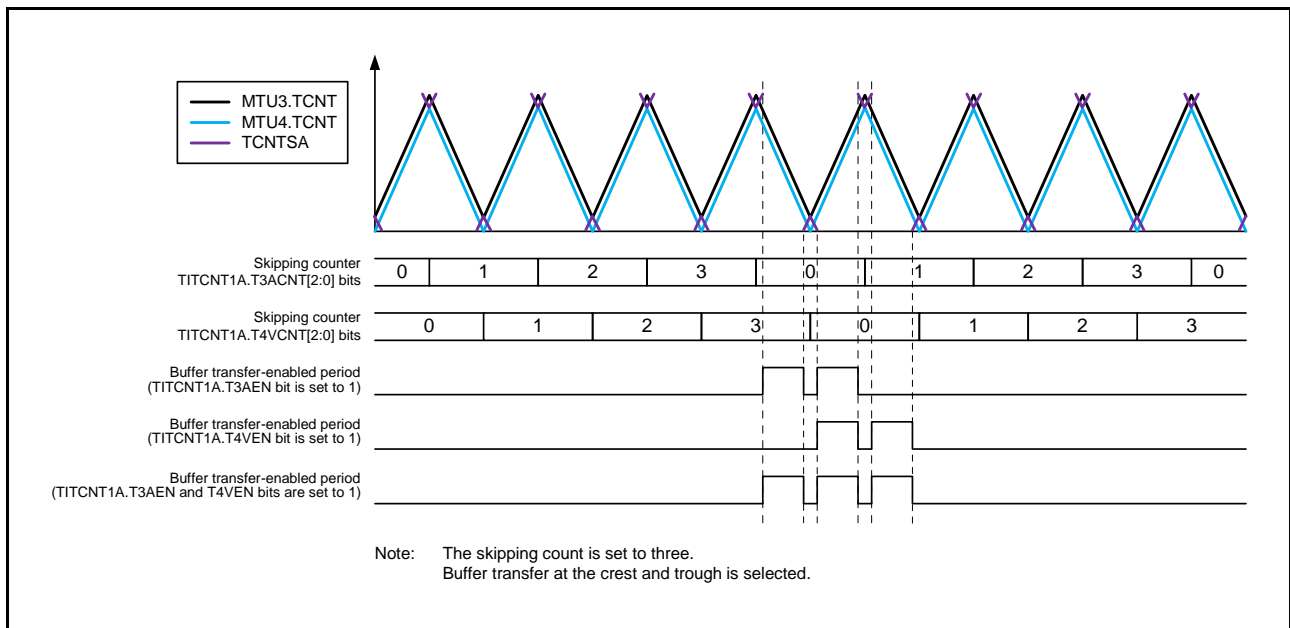 MTU3.TCNT
MTU4.TCNT
TCNTSA
Skipping counter
TITCNT1A.T3ACNT[2:0] bits
0 1 2 3 0 1 2 3 0
Skipping counter
TITCNT1A.T4VCNT[2:0] bits
0 1 2 3 0 1 2 3
Buffer transfer-enabled period
(TITCNT1A.T3AEN bit is set to 1)
Buffer transfer-enabled period
(TITCNT1A.T4VEN bit is set to 1)
Buffer transfer-enabled period
(TITCNT1A.T3AEN and T4VEN bits are set to 1)
Note: The skipping count is set to three.
Buffer transfer at the crest and trough is selected.